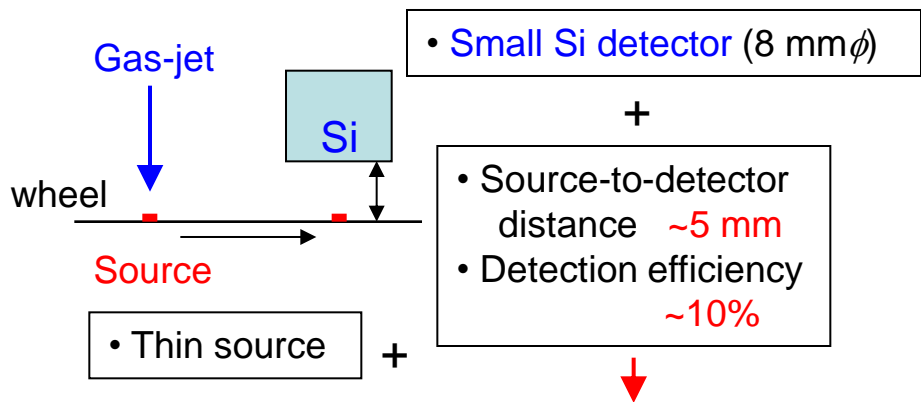 • Small Si detector (8 mmϕ)
Gas-jet
+
Si
• Source-to-detector
distance ~5 mm
wheel
• Detection efficiency
~10%
Source
• Thin source
+